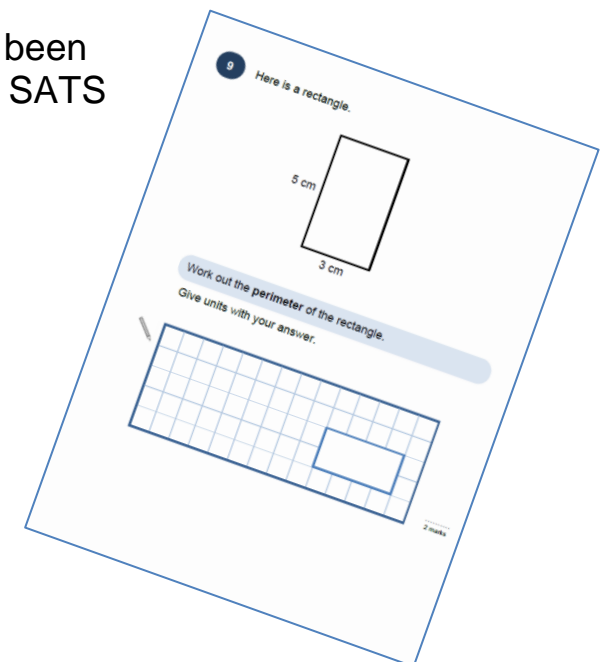 been
SATS
9
Here is a rectangle.
5 cm
3 cm
Work out the perimeter of the rectangle.
Give units with your answer.
2 marks